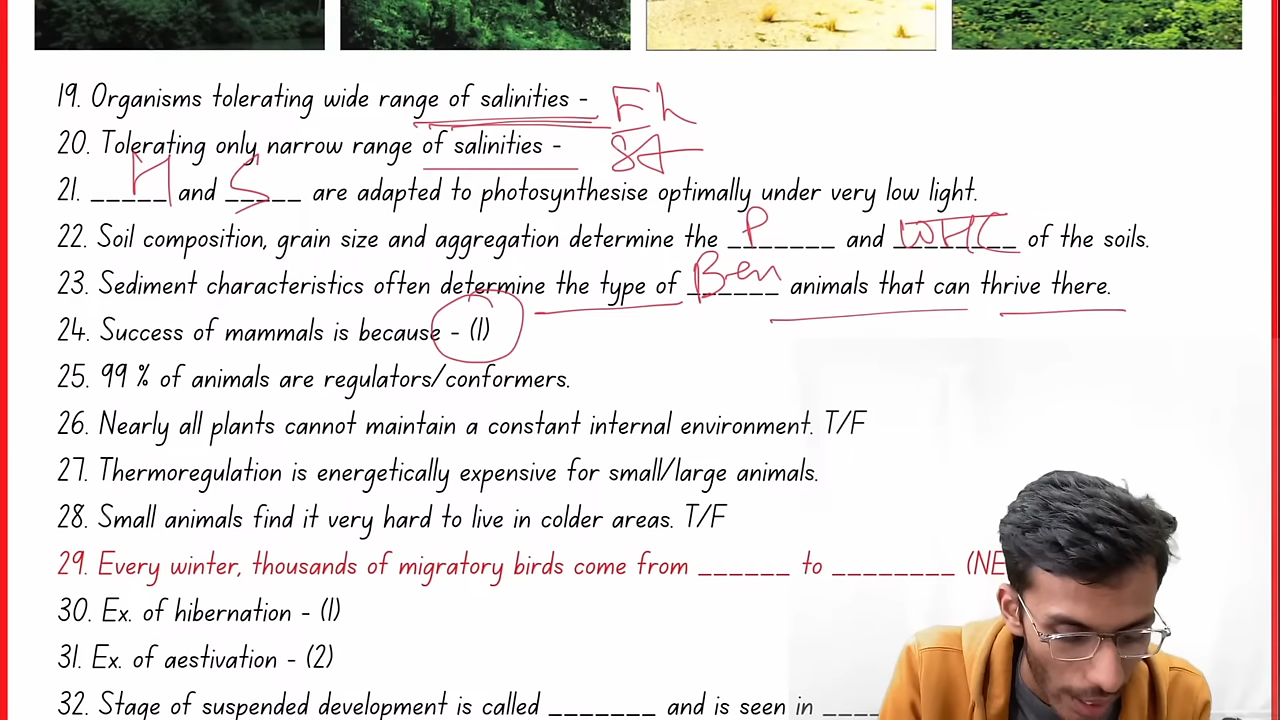 19. Organisms tolerating wide range of salinities - Eh
20. Tolerating only narrow range of salinities - St
21. __H__ and __S__ are adapted to photosynthesise optimally under very low light.
22. Soil composition, grain size and aggregation determine the __P__ and __WHC__ of the soils.
23. Sediment characteristics often determine the type of __Ben__ animals that can thrive there.
24. Success of mammals is because - (1)
25. 99 % of animals are regulators/conformers.
26. Nearly all plants cannot maintain a constant internal environment. T/F
27. Thermoregulation is energetically expensive for small/large animals.
28. Small animals find it very hard to live in colder areas. T/F
29. Every winter, thousands of migratory birds come from ______ to ________ (NE
30. Ex. of hibernation - (1)
31. Ex. of aestivation - (2)
32. Stage of suspended development is called _______ and is seen in ____